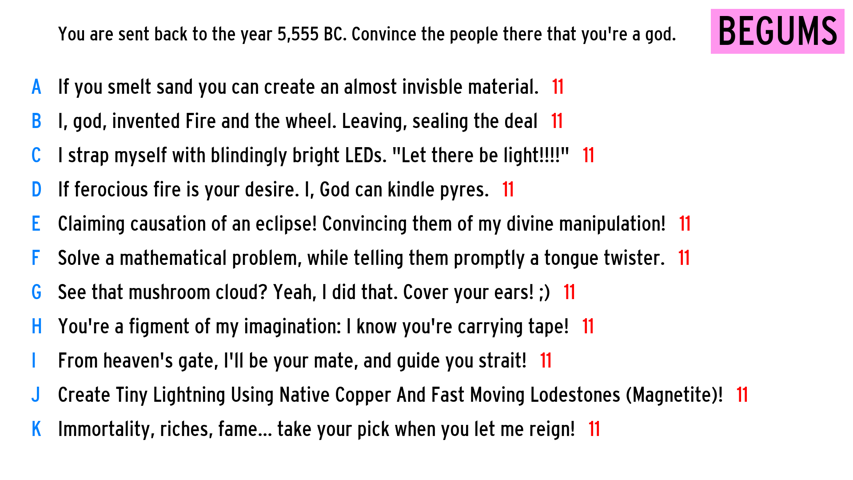 You are sent back to the year 5,555 BC. Convince the people there that you're a god.
BEGUMS
A If you smelt sand you can create an almost invisble material. 11
B I, god, invented Fire and the wheel. Leaving, sealing the deal 11
C I strap myself with blindingly bright LEDs. "Let there be light!!!!" 11
D If ferocious fire is your desire. I, God can kindle pyres. 11
E Claiming causation of an eclipse! Convincing them of my divine manipulation! 11
F Solve a mathematical problem, while telling them promptly a tongue twister. 11
G See that mushroom cloud? Yeah, I did that. Cover your ears! ;) 11
H You're a figment of my imagination: I know you're carrying tape! 11
I From heaven's gate, I'll be your mate, and guide you strait! 11
J Create Tiny Lightning Using Native Copper And Fast Moving Lodestones (Magnetite)! 11
K Immortality, riches, fame... take your pick when you let me reign! 11